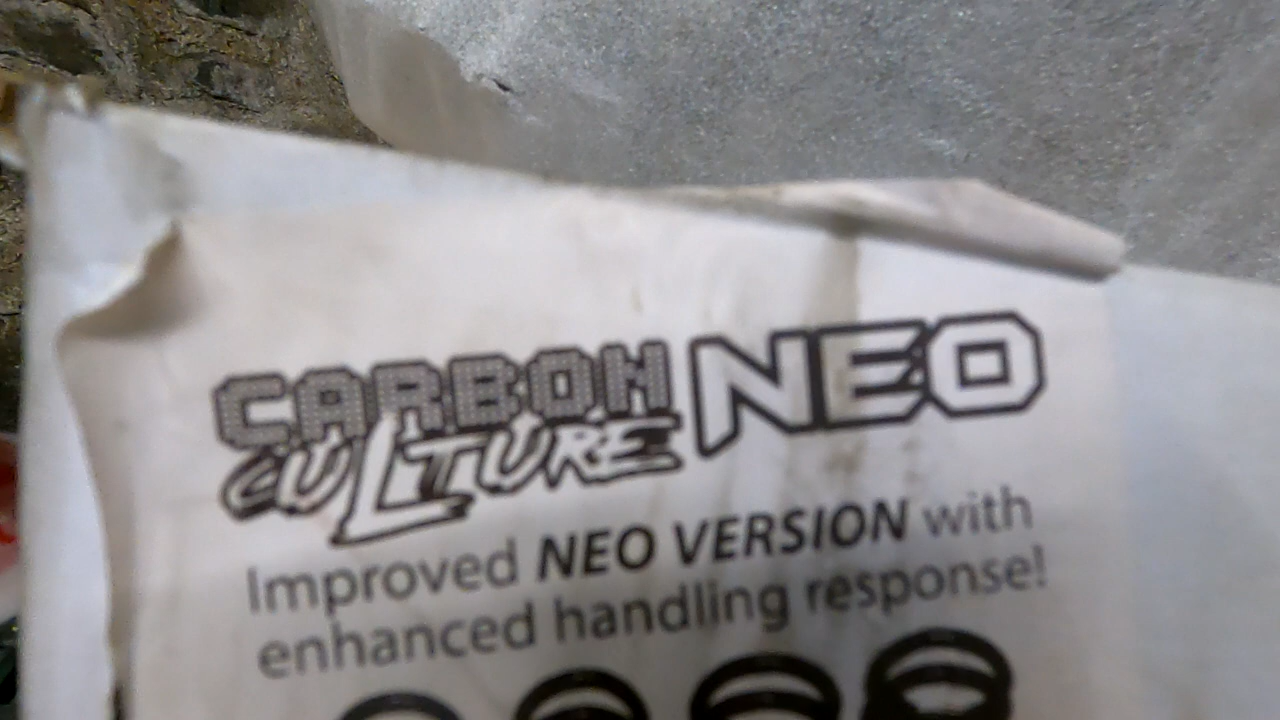 CARBON NEO
CULTURE
Improved NEO VERSION with
enhanced handling response!